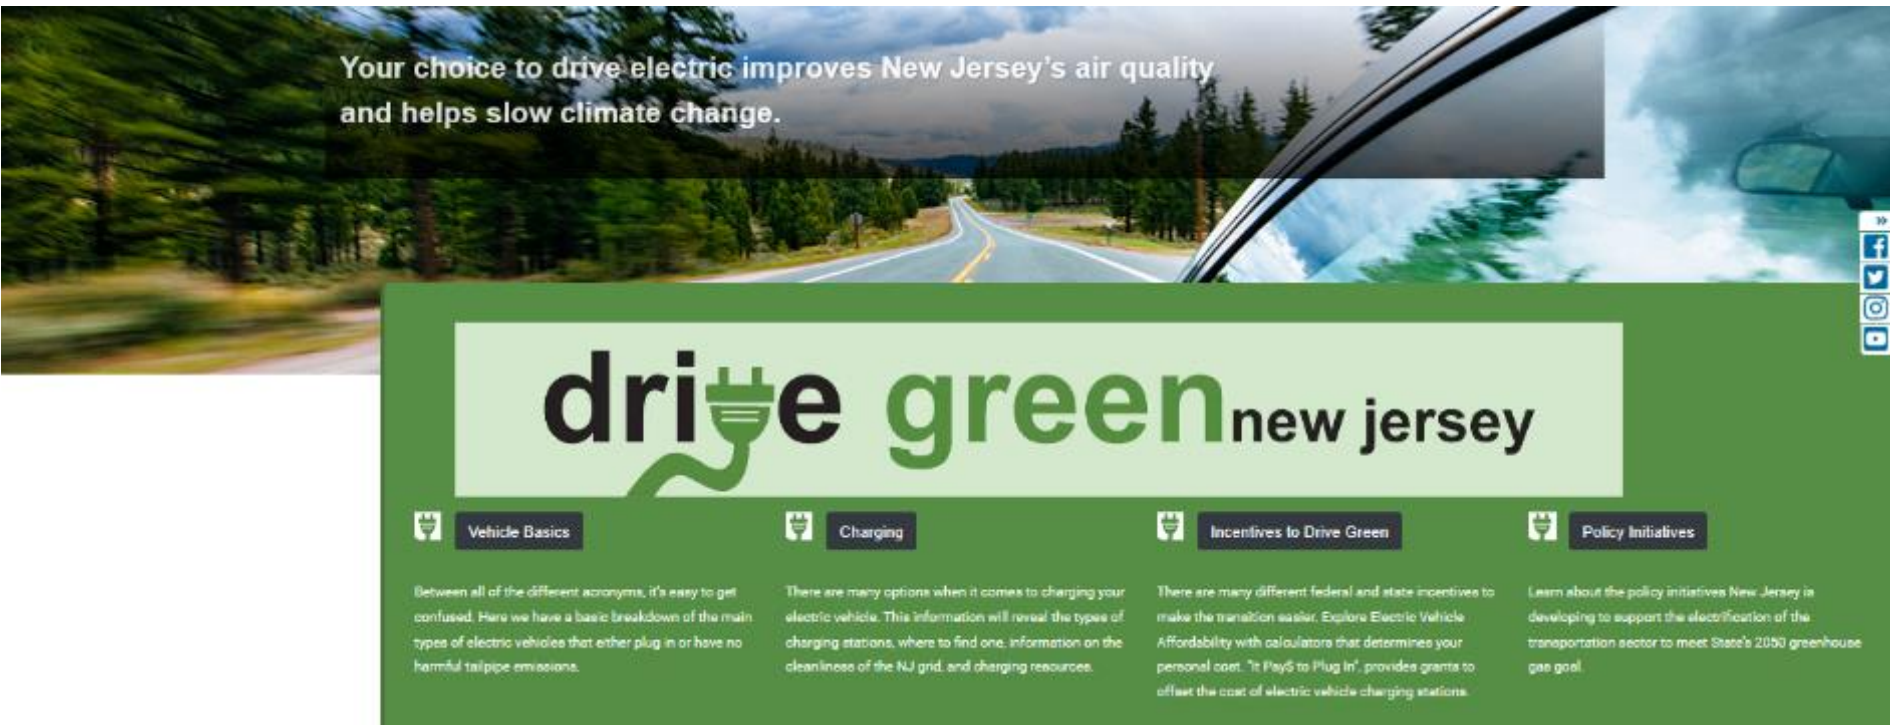 Your choice to drive electric improves New Jersey's air quality
and helps slow climate change.
drive green new jersey
Vehicle Basics
Between all of the different acronyms, it's easy to get
confused. Here we have a basic breakdown of the main
types of electric vehicles that either plug in or have no
harmful tailpipe emissions.
Charging
There are many options when it comes to charging your
electric vehicle. This information will reveal the types of
charging stations, where to find one, information on the
cleanliness of the NJ grid, and charging resources.
Incentives to Drive Green
There are many different federal and state incentives to
make the transition easier. Explore Electric Vehicle
Affordability with calculators that determines your
personal cost. "It Pay$ to Plug In", provides grants to
offset the cost of electric vehicle charging stations.
Policy Initiatives
Learn about the policy initiatives New Jersey is
developing to support the electrification of the
transportation sector to meet State's 2050 greenhouse
gas goal.